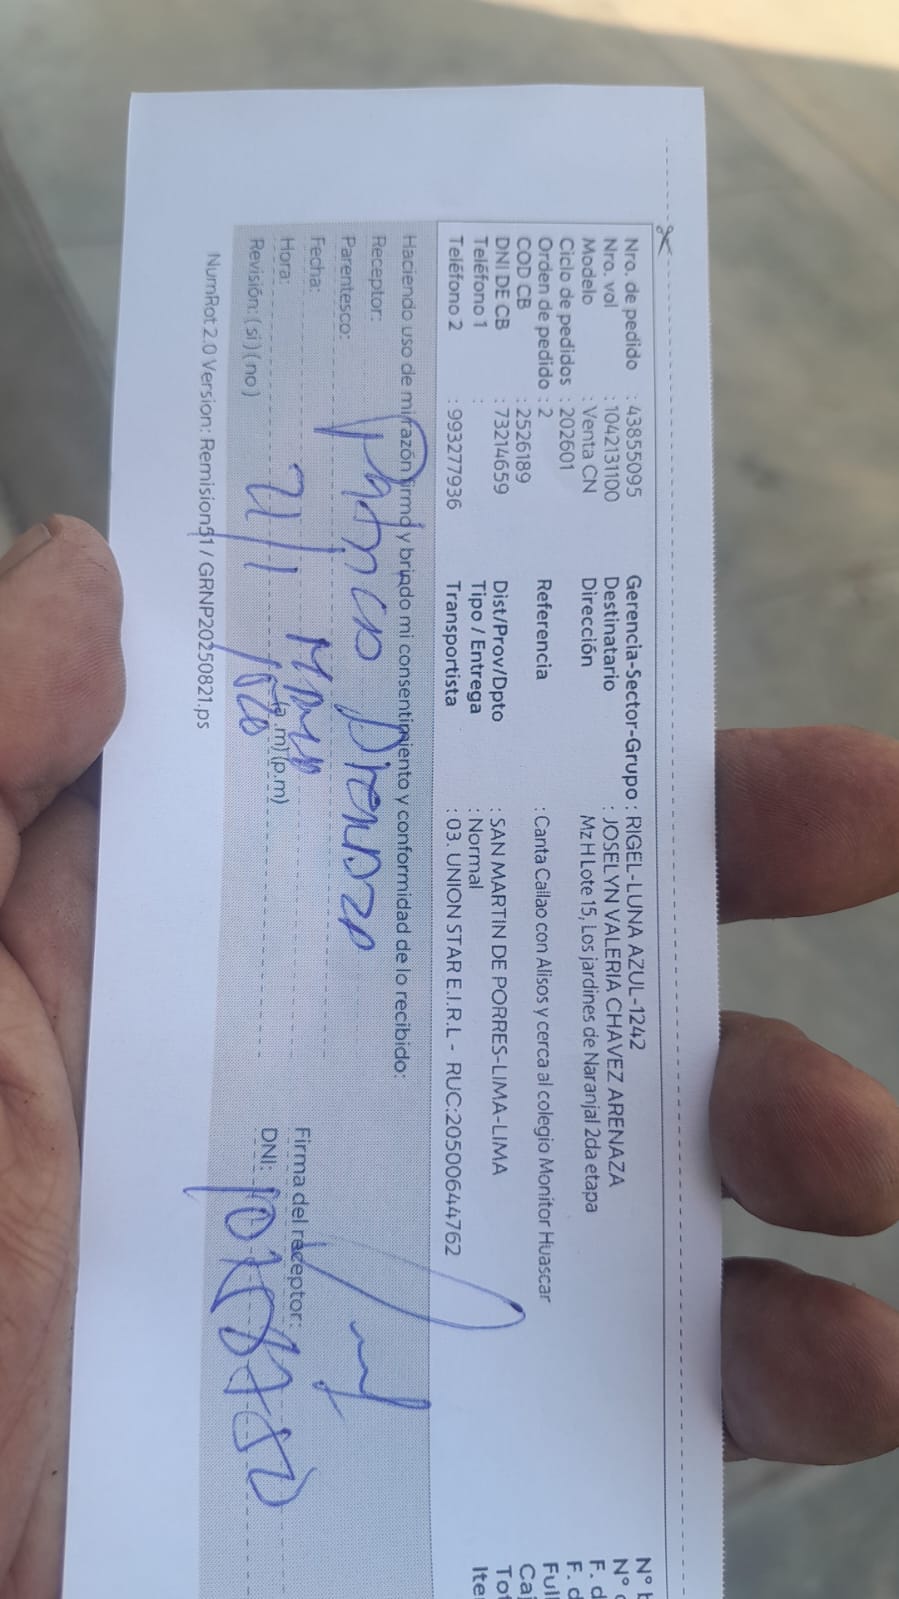 Nro. de pedido : 43855095 Gerencia-Sector-Grupo : RIGEL-LUNA AZUL-1242
Nro. vol : 1042131100 Destinatario : JOSELYN VALERIA CHAVEZ ARENAZA
Modelo : Venta CN Dirección MzH Lote 15, Los jardines de Naranjal 2da etapa
Ciclo de pedidos : 202601
Orden de pedido : 2 Referencia : Canta Callao con Alisos y cerca al colegio Monitor Huascar
COD CB : 2526189
DNI DE CB : 73214659 Dist/Prov/Dpto : SAN MARTIN DE PORRES-LIMA-LIMA
Teléfono 1 : Tipo / Entrega : Normal
Teléfono 2 : 993277936 Transportista : 03. UNION STAR E.I.R.L - RUC:20500644762
Haciendo uso de mi razón firmo y brindo mi consentimiento y conformidad de lo recibido:
Receptor:
Parentesco:
Fecha: Firma del receptor:
Hora: (a.m)(p.m) DNI:
Revisión: (si) (no)
NumRot 2.0 Version: Remision51 / GRNP20250821.ps